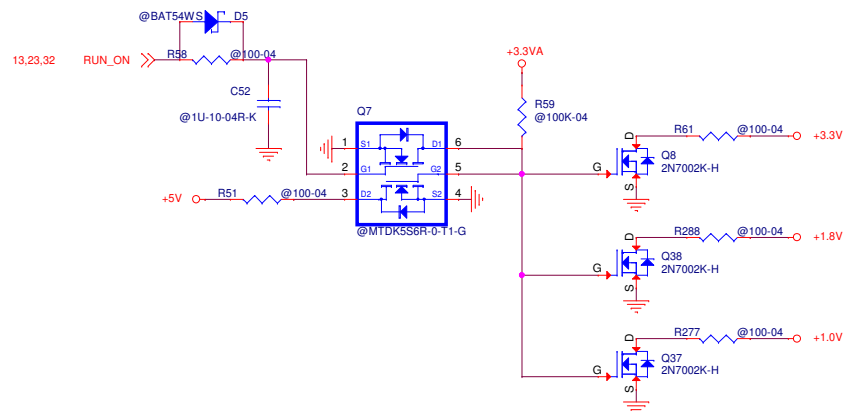 @BAT54WS D5
13,23,32 RUN_ON R58 @100-04
+3.3VA
C52
@1U-10-04R-K
R59
@100K-04
Q7
1 S1 D1 6
2 G1 G2 5
3 D2 S2 4
@MTDK5S6R-0-T1-G
+5V R51 @100-04
R61 @100-04 +3.3V
D
G
S
Q8
2N7002K-H
R288 @100-04 +1.8V
D
G
S
Q38
2N7002K-H
R277 @100-04 +1.0V
D
G
S
Q37
2N7002K-H